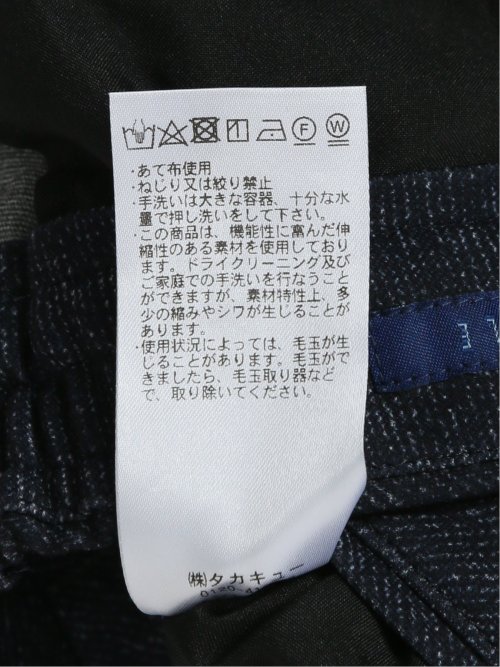 F W
・あて布使用
・ねじり又は絞り禁止
・手洗いは大きな容器、十分な水
量で押し洗いをして下さい。
・この商品は、機能性に富んだ伸
縮性のある素材を使用しており
ます。ドライクリーニング及び
ご家庭での手洗いを行なうこと
ができますが、素材特性上、多
少の縮みやシワが生じることが
あります。
・使用状況によっては、毛玉が生
じることがあります。毛玉がで
きましたら、毛玉取り器など
で、取り除いてください。
㈱タカキュー
0120-4